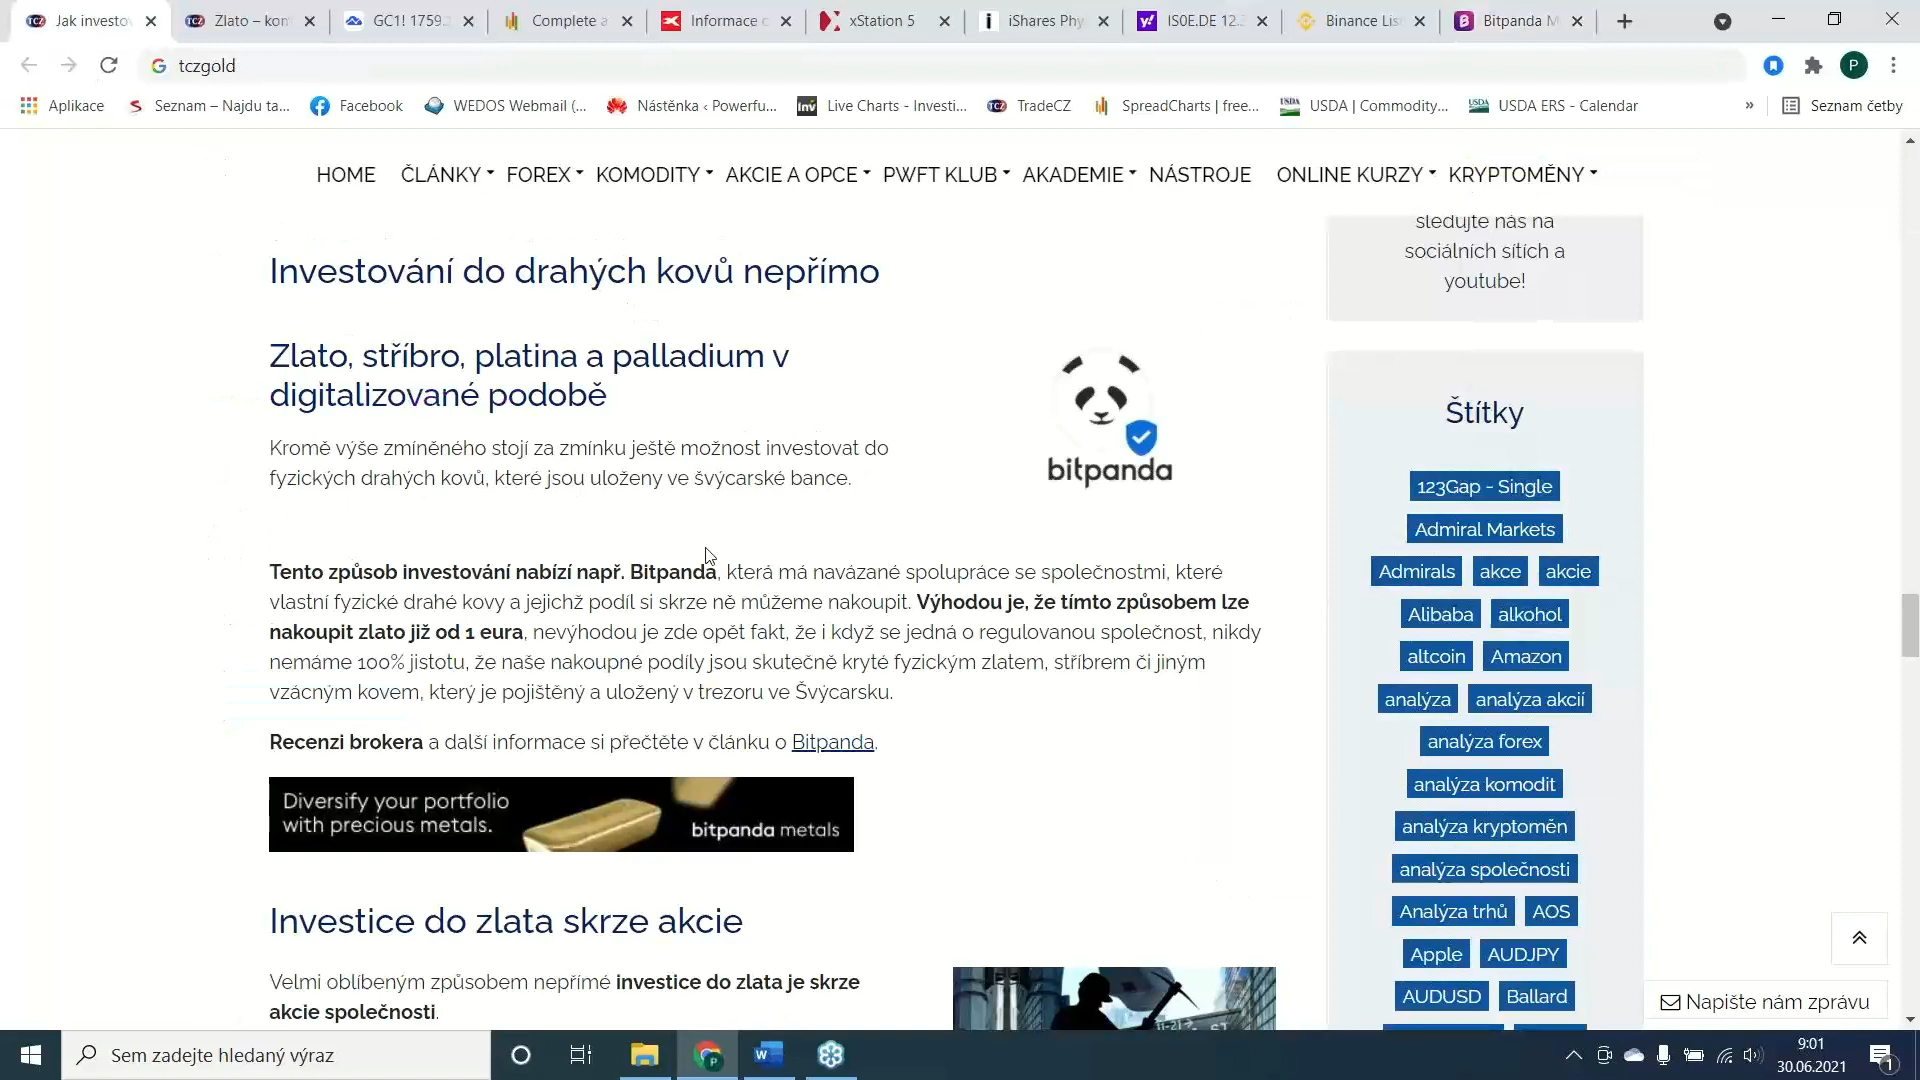 Jak investo
Zlato – kon
GC1! 1759.
Complete a
Informace o
xStation 5
iShares Phy
IS0E.DE 12.
Binance Lis
Bitpanda M
tczgold
P
Aplikace
Seznam – Najdu ta...
Facebook
WEDOS Webmail (...
Nástěnka ‹ Powerfu...
Live Charts - Investi...
TradeCZ
SpreadCharts | free...
USDA | Commodity...
USDA ERS - Calendar
»
Seznam četby
HOME ČLÁNKY FOREX KOMODITY AKCIE A OPCE PWFT KLUB AKADEMIE NÁSTROJE ONLINE KURZY KRYPTOMĚNY
Investování do drahých kovů nepřímo
Zlato, stříbro, platina a palladium v
digitalizované podobě
Kromě výše zmíněného stojí za zmínku ještě možnost investovat do
fyzických drahých kovů, které jsou uloženy ve švýcarské bance.
bitpanda
Tento způsob investování nabízí např. Bitpanda, která má navázané spolupráce se společnostmi, které
vlastní fyzické drahé kovy a jejichž podíl si skrze ně můžeme nakoupit. Výhodou je, že tímto způsobem lze
nakoupit zlato již od 1 eura, nevýhodou je zde opět fakt, že i když se jedná o regulovanou společnost, nikdy
nemáme 100% jistotu, že naše nakoupné podíly jsou skutečně kryté fyzickým zlatem, stříbrem či jiným
vzácným kovem, který je pojištěný a uložený v trezoru ve Švýcarsku.
Recenzi brokera a další informace si přečtěte v článku o Bitpanda.
Diversify your portfolio
with precious metals.
bitpanda metals
Investice do zlata skrze akcie
Velmi oblíbeným způsobem nepřímé investice do zlata je skrze
akcie společnosti.
sledujte nás na
sociálních sítích a
youtube!
Štítky
123Gap - Single
Admiral Markets
Admirals akce akcie
Alibaba alkohol
altcoin Amazon
analýza analýza akcií
analýza forex
analýza komodit
analýza kryptoměn
analýza společnosti
Analýza trhů AOS
Apple AUDJPY
AUDUSD Ballard
Napište nám zprávu
Sem zadejte hledaný výraz
9:01
30.06.2021
1